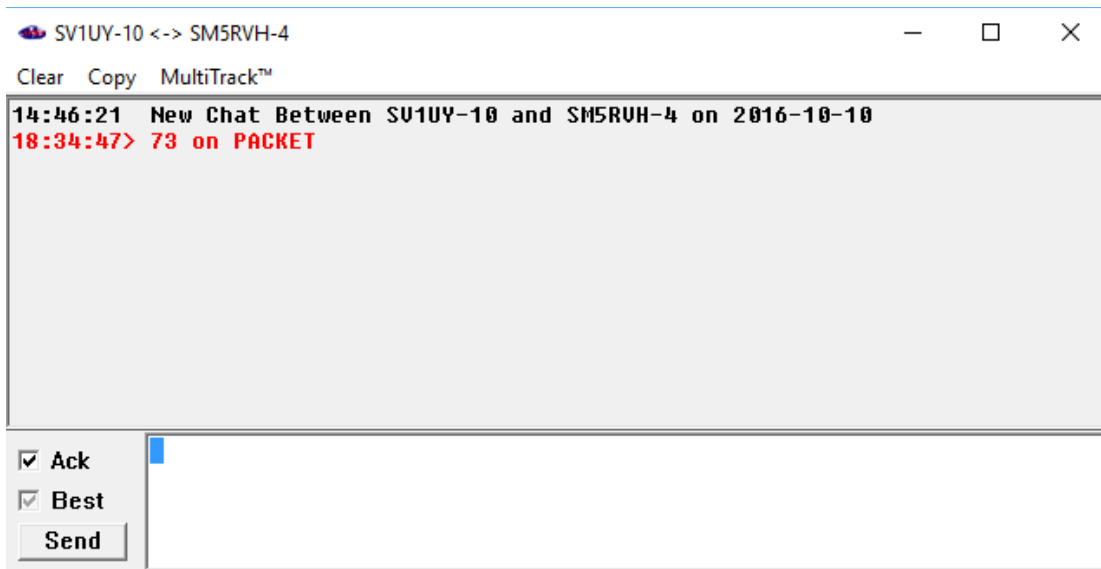 SV1UY-10 <-> SM5RVH-4
Clear Copy MultiTrack™
14:46:21 New Chat Between SV1UY-10 and SM5RVH-4 on 2016-10-10
18:34:47> 73 on PACKET
Ack
Best
Send